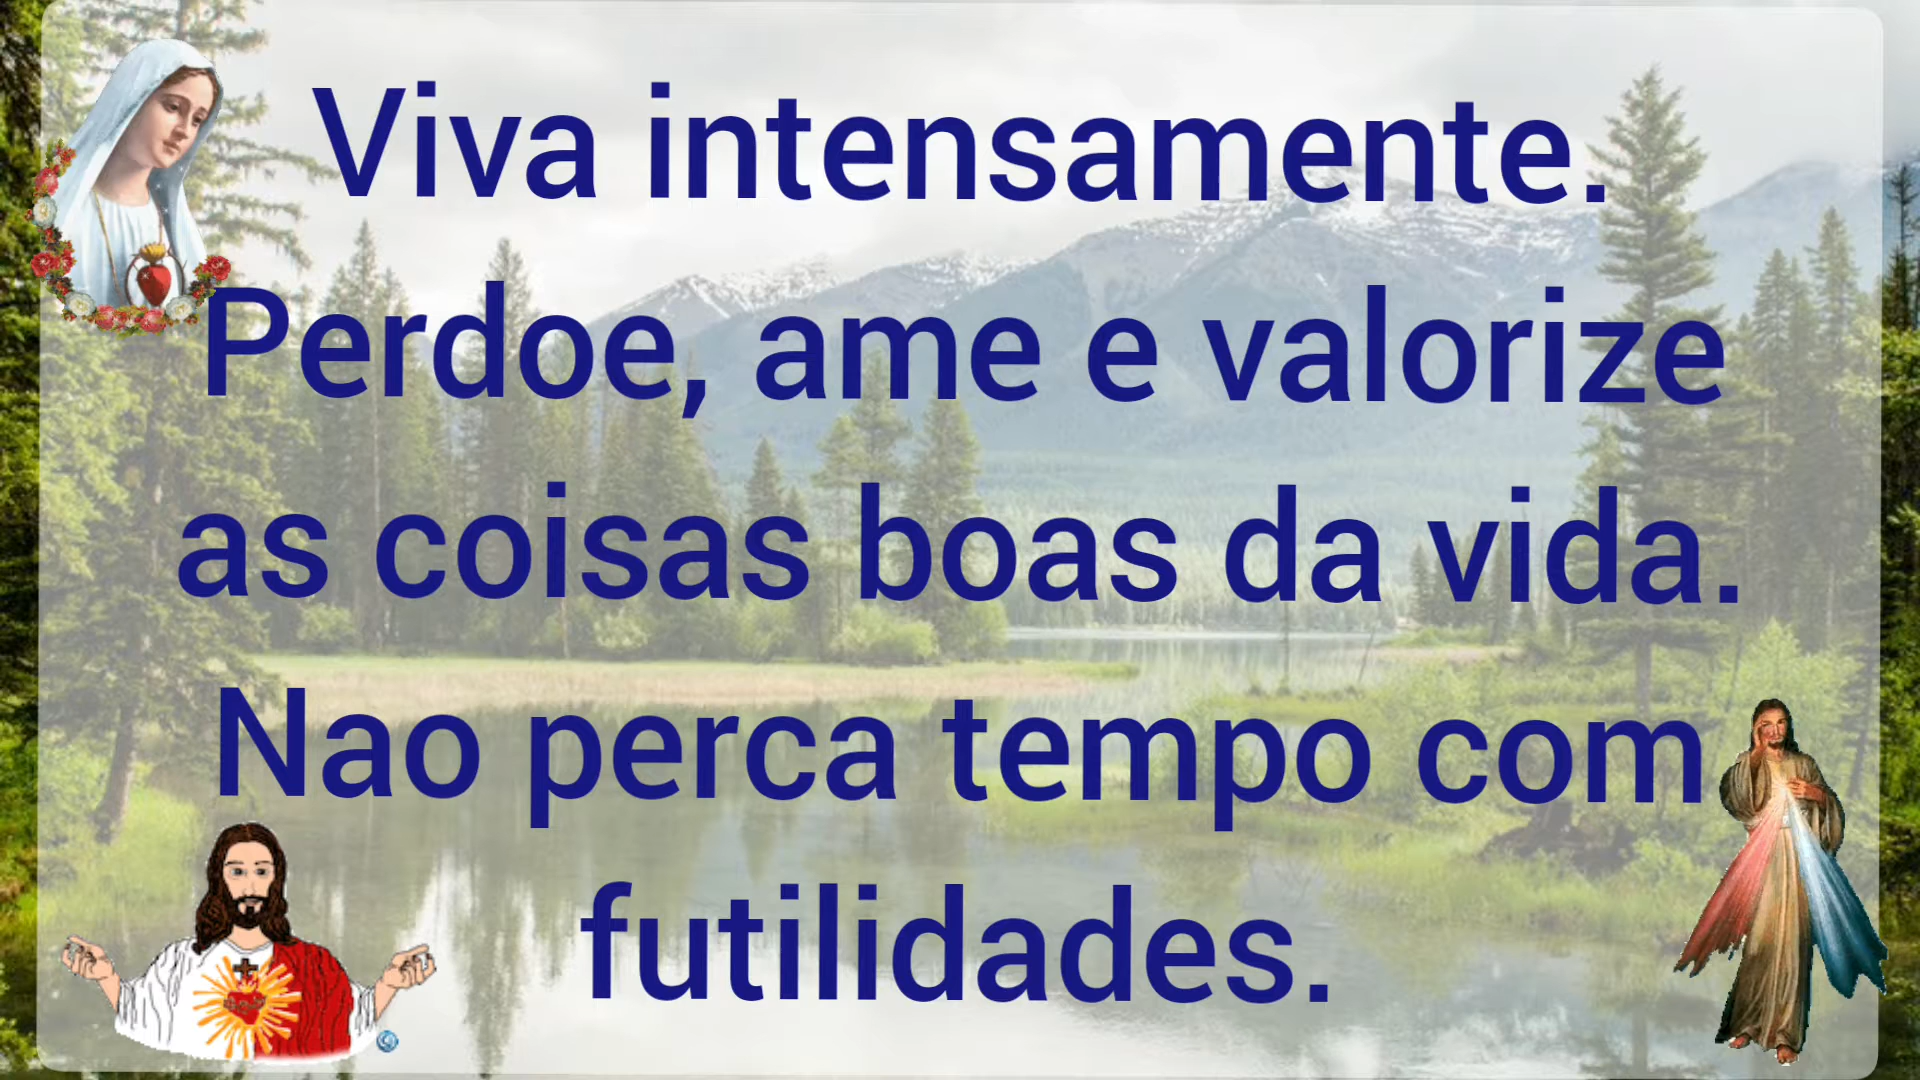 Viva intensamente.
Perdoe, ame e valorize
as coisas boas da vida.
Nao perca tempo com
futilidades.